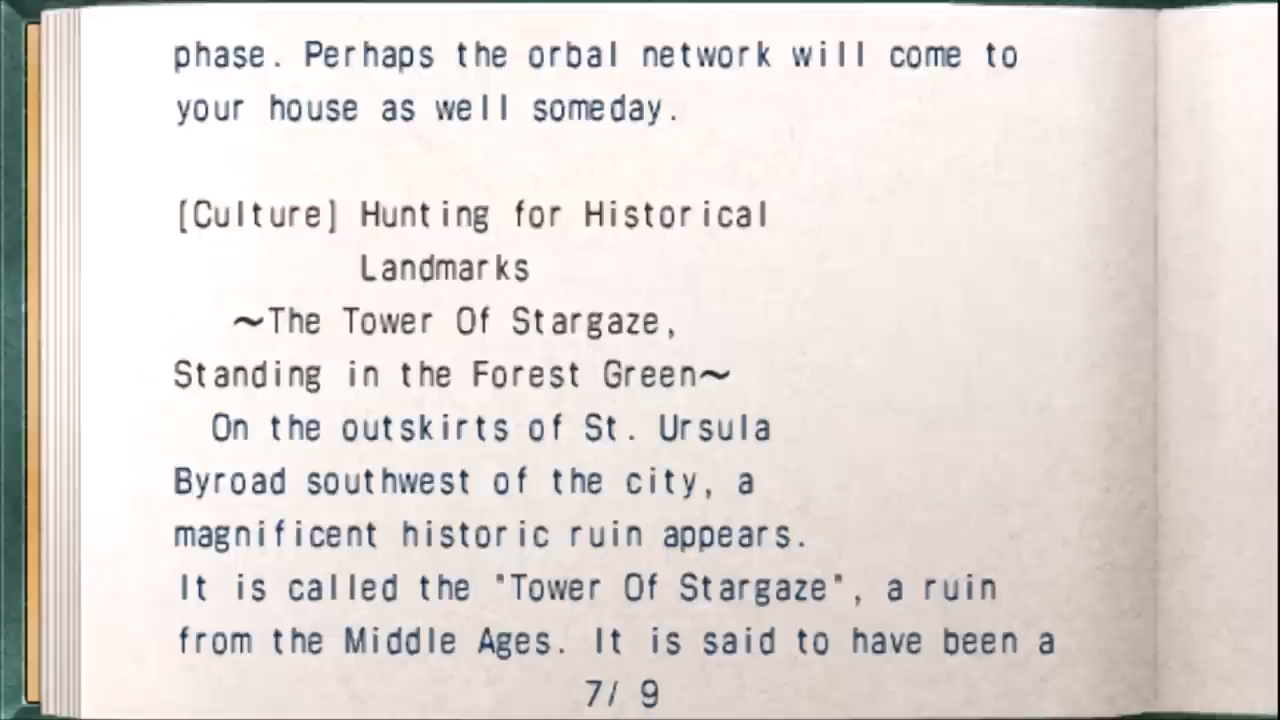 phase. Perhaps the orbal network will come to
your house as well someday.
[Culture] Hunting for Historical
Landmarks
～The Tower Of Stargaze,
Standing in the Forest Green～
On the outskirts of St. Ursula
Byroad southwest of the city, a
magnificent historic ruin appears.
It is called the "Tower Of Stargaze", a ruin
from the Middle Ages. It is said to have been a
7/ 9